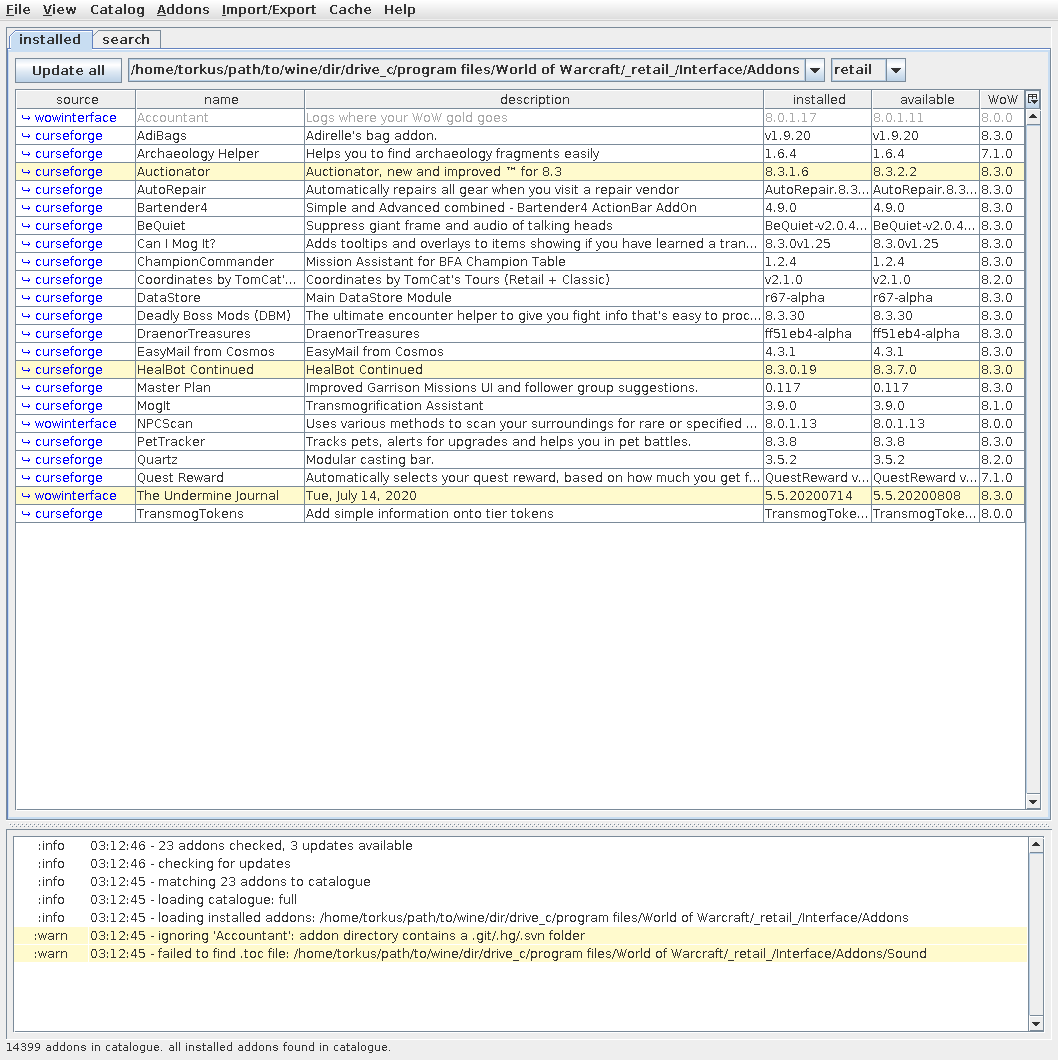 File View Catalog Addons Import/Export Cache Help
installed search
Update all /home/torkus/path/to/wine/dir/drive_c/program files/World of Warcraft/_retail_/Interface/Addons retail
source name description installed available WoW
↪ wowinterface Accountant Logs where your WoW gold goes 8.0.1.17 8.0.1.11 8.0.0
↪ curseforge AdiBags Adirelle's bag addon. v1.9.20 v1.9.20 8.3.0
↪ curseforge Archaeology Helper Helps you to find archaeology fragments easily 1.6.4 1.6.4 7.1.0
↪ curseforge Auctionator Auctionator, new and improved ™ for 8.3 8.3.1.6 8.3.2.2 8.3.0
↪ curseforge AutoRepair Automatically repairs all gear when you visit a repair vendor AutoRepair.8.3... AutoRepair.8.3... 8.3.0
↪ curseforge Bartender4 Simple and Advanced combined - Bartender4 ActionBar AddOn 4.9.0 4.9.0 8.3.0
↪ curseforge BeQuiet Suppress giant frame and audio of talking heads BeQuiet-v2.0.4... BeQuiet-v2.0.4... 8.3.0
↪ curseforge Can I Mog It? Adds tooltips and overlays to items showing if you have learned a tran... 8.3.0v1.25 8.3.0v1.25 8.3.0
↪ curseforge ChampionCommander Mission Assistant for BFA Champion Table 1.2.4 1.2.4 8.3.0
↪ curseforge Coordinates by TomCat'... Coordinates by TomCat's Tours (Retail + Classic) v2.1.0 v2.1.0 8.2.0
↪ curseforge DataStore Main DataStore Module r67-alpha r67-alpha 8.3.0
↪ curseforge Deadly Boss Mods (DBM) The ultimate encounter helper to give you fight info that's easy to proc... 8.3.30 8.3.30 8.3.0
↪ curseforge DraenorTreasures DraenorTreasures ff51eb4-alpha ff51eb4-alpha 8.3.0
↪ curseforge EasyMail from Cosmos EasyMail from Cosmos 4.3.1 4.3.1 8.3.0
↪ curseforge HealBot Continued HealBot Continued 8.3.0.19 8.3.7.0 8.3.0
↪ curseforge Master Plan Improved Garrison Missions UI and follower group suggestions. 0.117 0.117 8.3.0
↪ curseforge MogIt Transmogrification Assistant 3.9.0 3.9.0 8.1.0
↪ wowinterface NPCScan Uses various methods to scan your surroundings for rare or specified ... 8.0.1.13 8.0.1.13 8.0.0
↪ curseforge PetTracker Tracks pets, alerts for upgrades and helps you in pet battles. 8.3.8 8.3.8 8.3.0
↪ curseforge Quartz Modular casting bar. 3.5.2 3.5.2 8.2.0
↪ curseforge Quest Reward Automatically selects your quest reward, based on how much you get f... QuestReward v... QuestReward v... 7.1.0
↪ wowinterface The Undermine Journal Tue, July 14, 2020 5.5.20200714 5.5.20200808 8.3.0
↪ curseforge TransmogTokens Add simple information onto tier tokens TransmogToke... TransmogToke... 8.0.0
:info 03:12:46 - 23 addons checked, 3 updates available
:info 03:12:46 - checking for updates
:info 03:12:45 - matching 23 addons to catalogue
:info 03:12:45 - loading catalogue: full
:info 03:12:45 - loading installed addons: /home/torkus/path/to/wine/dir/drive_c/program files/World of Warcraft/_retail_/Interface/Addons
:warn 03:12:45 - ignoring 'Accountant': addon directory contains a .git/.hg/.svn folder
:warn 03:12:45 - failed to find .toc file: /home/torkus/path/to/wine/dir/drive_c/program files/World of Warcraft/_retail_/Interface/Addons/Sound
14399 addons in catalogue. all installed addons found in catalogue.